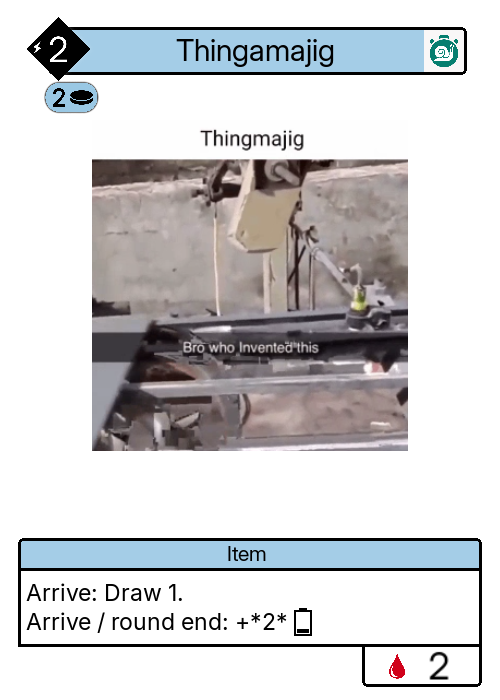 2
Thingamajig
2
Thingmajig
Bro who Invented this
Item
Arrive: Draw 1.
Arrive / round end: +*2*
2